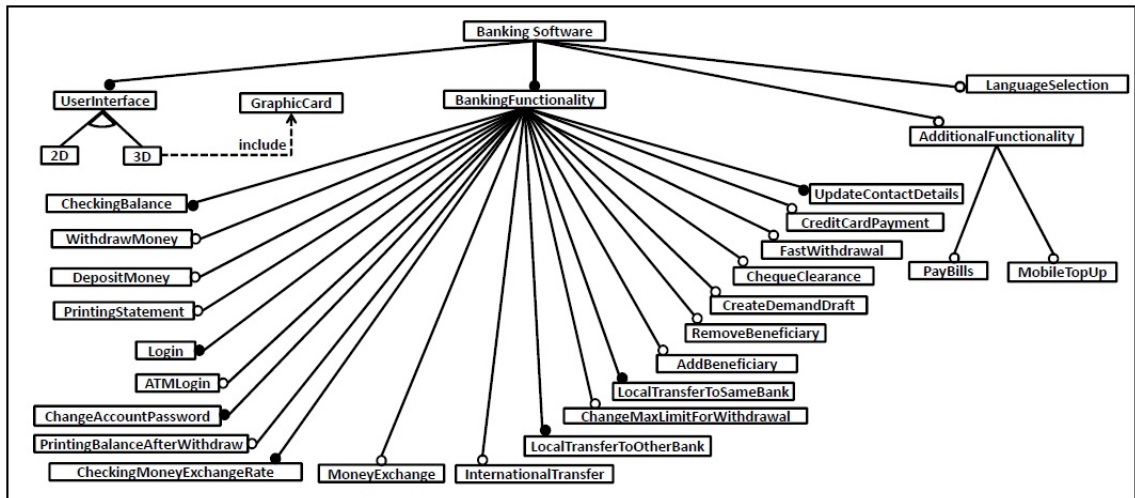 Banking Software
LanguageSelection
UserInterface
GraphicCard
BankingFunctionality
AdditionalFunctionality
include
2D
3D
UpdateContactDetails
CheckingBalance
CreditCardPayment
WithdrawMoney
FastWithdrawal
DepositMoney
ChequeClearance
PayBills
MobileTopUp
PrintingStatement
CreateDemandDraft
RemoveBeneficiary
Login
AddBeneficiary
ATMLogin
LocalTransferToSameBank
ChangeAccountPassword
ChangeMaxLimitForWithdrawal
PrintingBalanceAfterWithdraw
LocalTransferToOtherBank
CheckingMoneyExchangeRate
MoneyExchange
InternationalTransfer